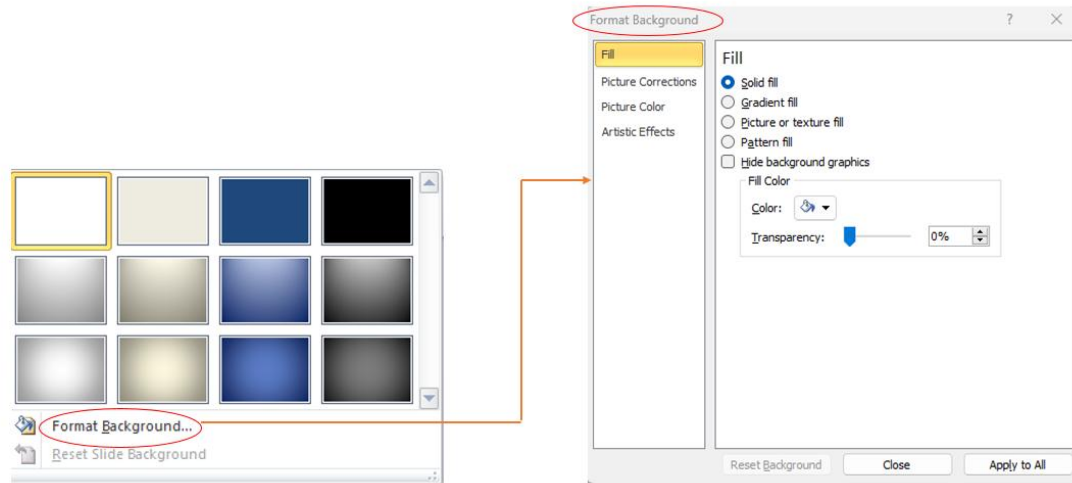 Format Background...
Reset Slide Background
Format Background
?
Fill
Picture Corrections
Picture Color
Artistic Effects
Fill
Solid fill
Gradient fill
Picture or texture fill
Pattern fill
Hide background graphics
Fill Color
Color:
Transparency: 0%
Reset Background Close Apply to All